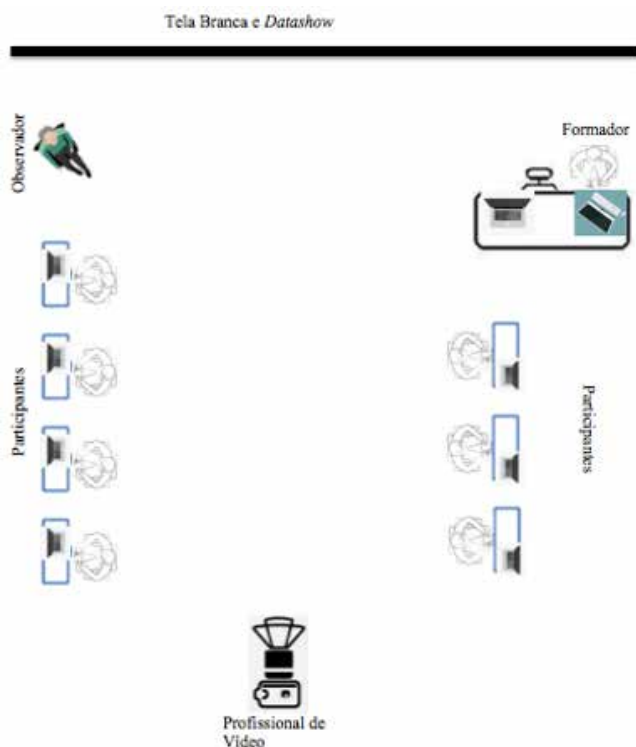 Tela Branca e Datashow
Observador
Formador
Participantes
Participantes
Profissional de
Vídeo